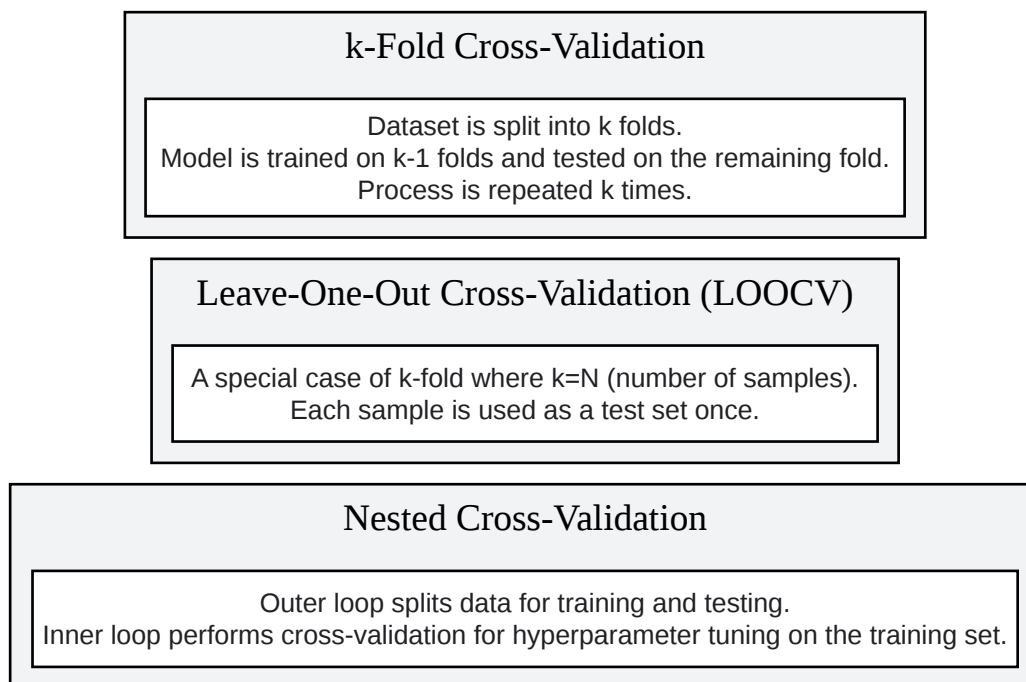 k-Fold Cross-Validation
Dataset is split into k folds.
Model is trained on k-1 folds and tested on the remaining fold.
Process is repeated k times.
Leave-One-Out Cross-Validation (LOOCV)
A special case of k-fold where k=N (number of samples).
Each sample is used as a test set once.
Nested Cross-Validation
Outer loop splits data for training and testing.
Inner loop performs cross-validation for hyperparameter tuning on the training set.